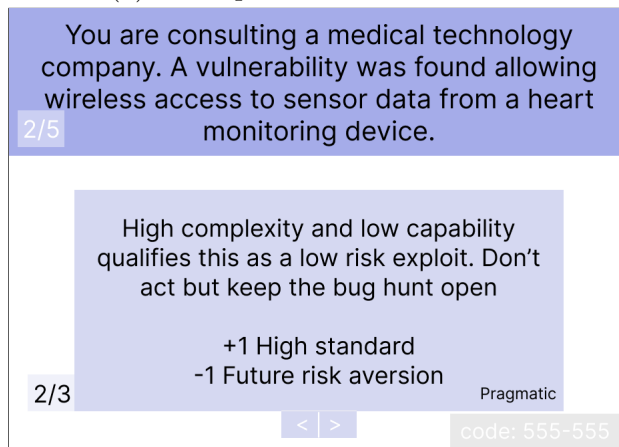 You are consulting a medical technology
company. A vulnerability was found allowing
wireless access to sensor data from a heart
monitoring device.
2/5
High complexity and low capability
qualifies this as a low risk exploit. Don't
act but keep the bug hunt open
+1 High standard
-1 Future risk aversion
Pragmatic
2/3
< >
code: 555-555